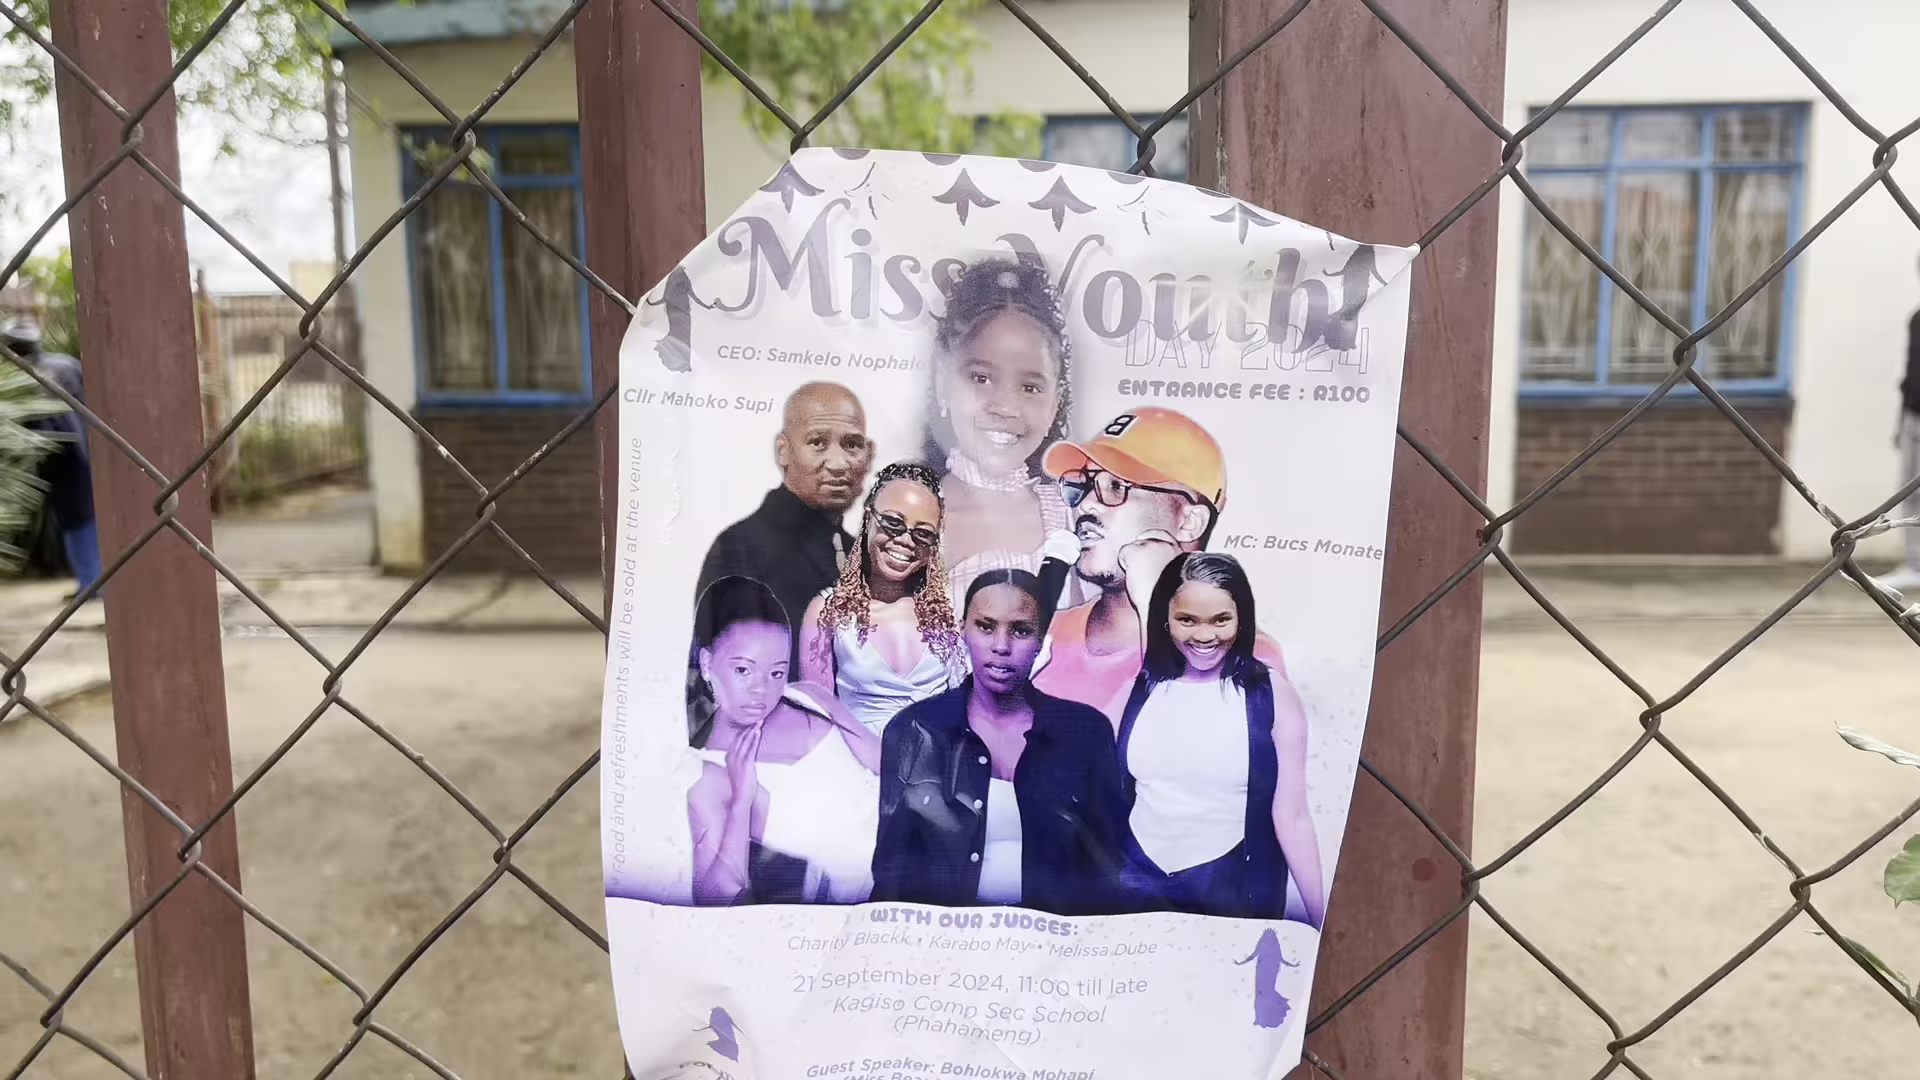 Miss Youth
DAY 2024
CEO: Samkelo Nophale
ENTRANCE FEE : R100
Cllr Mahoko Supi
MC: Bucs Monate
*Food and refreshments will be sold at the venue
B
WITH OUR JUDGES:
Charity Blackk • Karabo May • Melissa Dube
21 September 2024, 11:00 till late
Kagiso Comp Sec School
(Phahameng)
Guest Speaker: Bohlokwa Mohapi
(Miss